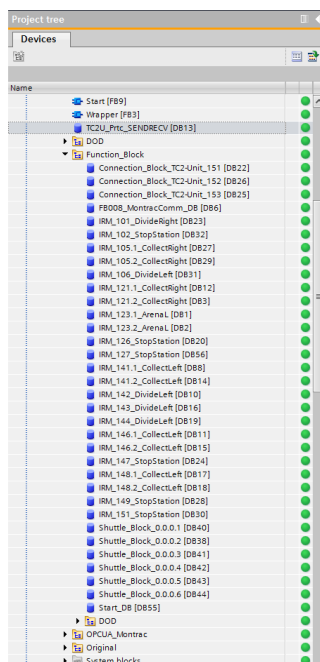 Project tree
Devices
Name
Start [FB9]
Wrapper [FB3]
TC2U_Prtc_SENDRECV [DB13]
DOD
Function_Block
Connection_Block_TC2-Unit_151 [DB22]
Connection_Block_TC2-Unit_152 [DB26]
Connection_Block_TC2-Unit_153 [DB25]
FB008_MontracComm_DB [DB6]
IRM_101_DivideRight [DB23]
IRM_102_StopStation [DB32]
IRM_105.1_CollectRight [DB27]
IRM_105.2_CollectRight [DB29]
IRM_106_DivideLeft [DB31]
IRM_121.1_CollectRight [DB12]
IRM_121.2_CollectRight [DB3]
IRM_123.1_ArenaL [DB1]
IRM_123.2_ArenaL [DB2]
IRM_126_StopStation [DB20]
IRM_127_StopStation [DB56]
IRM_141.1_CollectLeft [DB8]
IRM_141.2_CollectLeft [DB14]
IRM_142_DivideLeft [DB10]
IRM_143_DivideLeft [DB16]
IRM_144_DivideLeft [DB19]
IRM_146.1_CollectLeft [DB11]
IRM_146.2_CollectLeft [DB15]
IRM_147_StopStation [DB24]
IRM_148.1_CollectLeft [DB17]
IRM_148.2_CollectLeft [DB18]
IRM_149_StopStation [DB28]
IRM_151_StopStation [DB30]
Shuttle_Block_0.0.0.1 [DB40]
Shuttle_Block_0.0.0.2 [DB38]
Shuttle_Block_0.0.0.3 [DB41]
Shuttle_Block_0.0.0.4 [DB42]
Shuttle_Block_0.0.0.5 [DB43]
Shuttle_Block_0.0.0.6 [DB44]
Start_DB [DB55]
DOD
OPCUA_Montrac
Original
System blocks